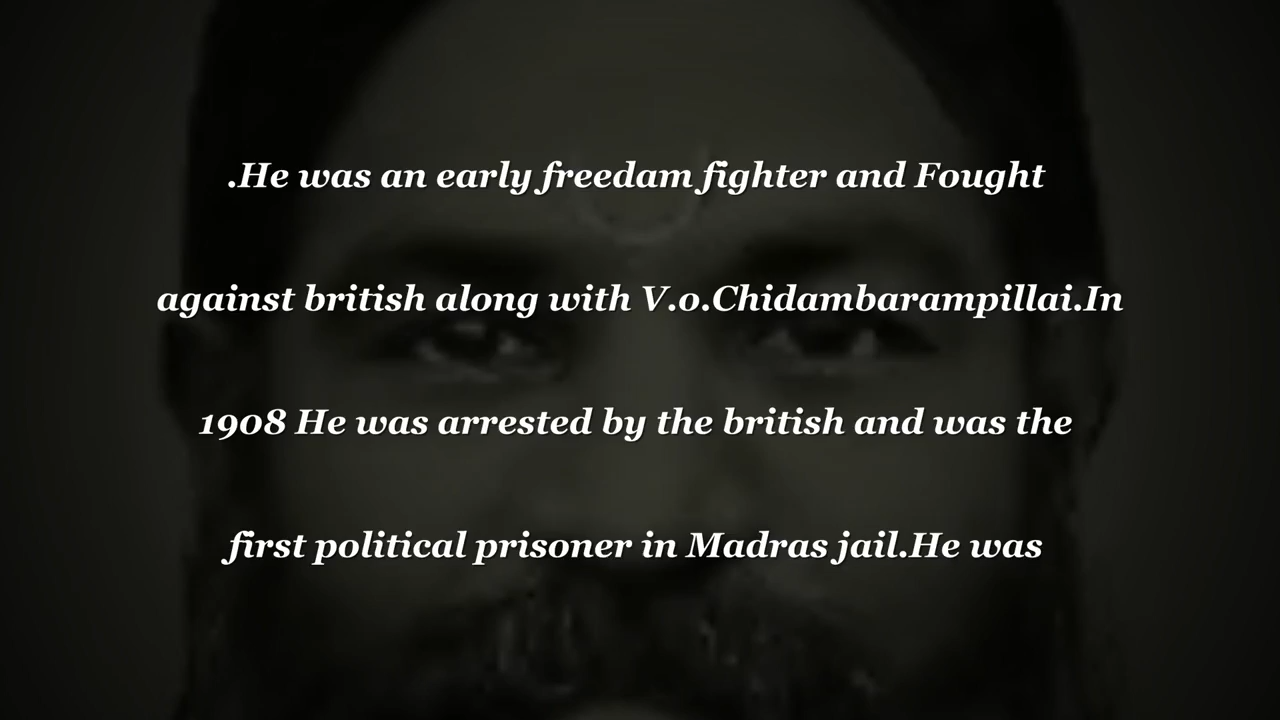 .He was an early freedam fighter and Fought
against british along with V.o.Chidambarampillai.In
1908 He was arrested by the british and was the
first political prisoner in Madras jail.He was